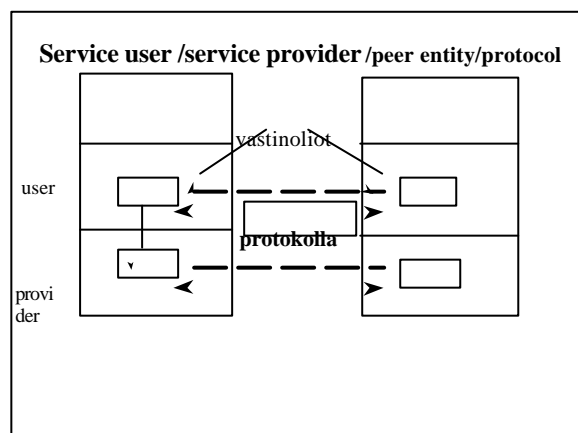 Service user /service provider /peer entity/protocol
vastinoliot
user
protokolla
provi
der